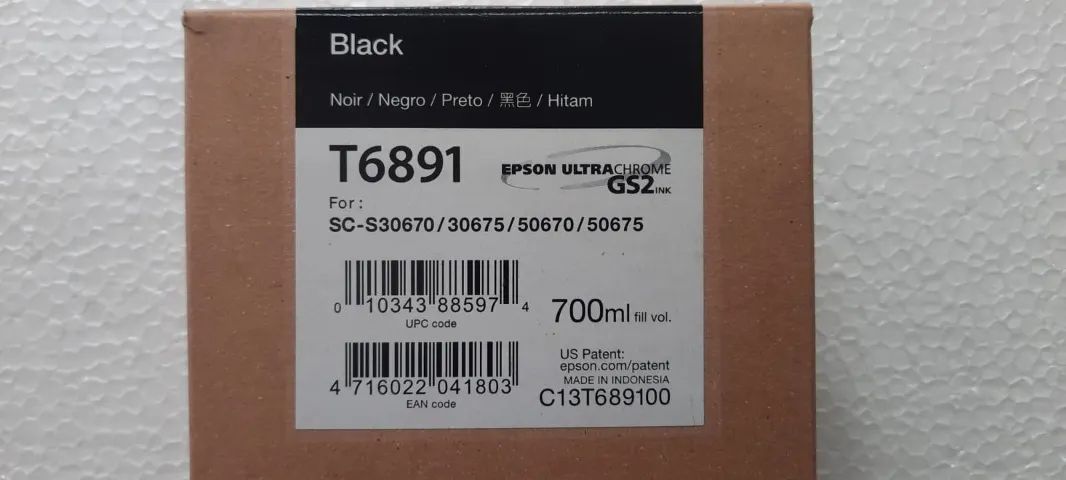 Black
Noir / Negro / Preto / 黑色 / Hitam
T6891
EPSON ULTRACHROME
GS2 INK
For :
SC-S30670 / 30675 / 50670 / 50675
0 10343 88597 4
UPC code
700ml fill vol.
4 716022 041803
EAN code
US Patent:
epson.com/patent
MADE IN INDONESIA
C13T689100